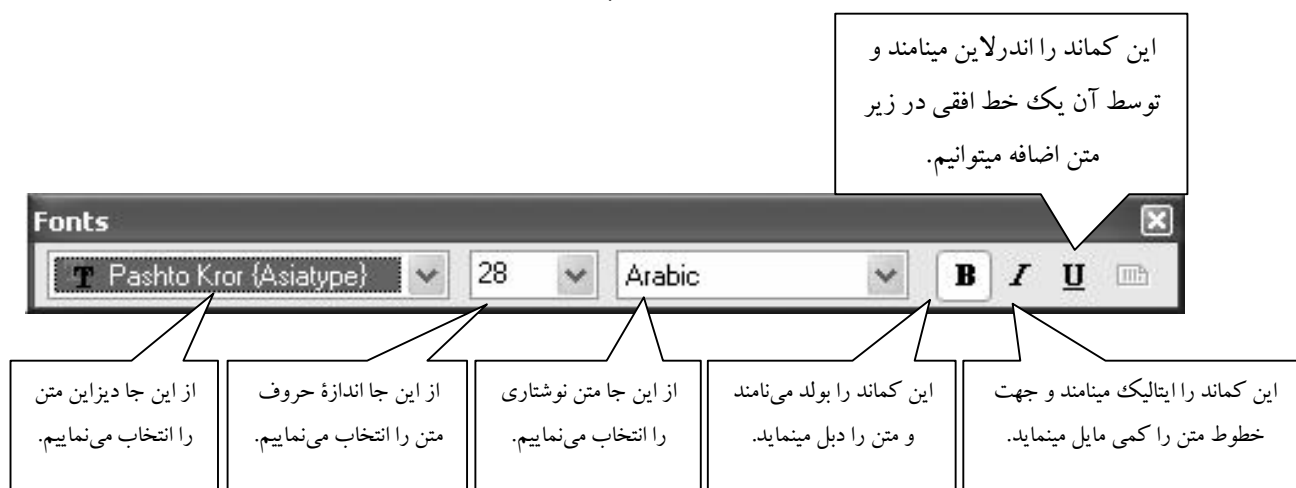 این کماند را اندرلاین مینامند و
توسط آن یک خط افقی در زیر
متن اضافه میتوانیم.
Fonts
Pashto Kror {Asiatype}
28
Arabic
B I U
از این جا دیزاین متن
را انتخاب می‌نماییم.
از این جا اندازۀ حروف
متن را انتخاب می‌نماییم.
از این جا متن نوشتاری
را انتخاب می‌نماییم.
این کماند را بولد می‌نامند
و متن را دبل مینماید.
این کماند را ایتالیک مینامند و جهت
خطوط متن را کمی مایل مینماید.